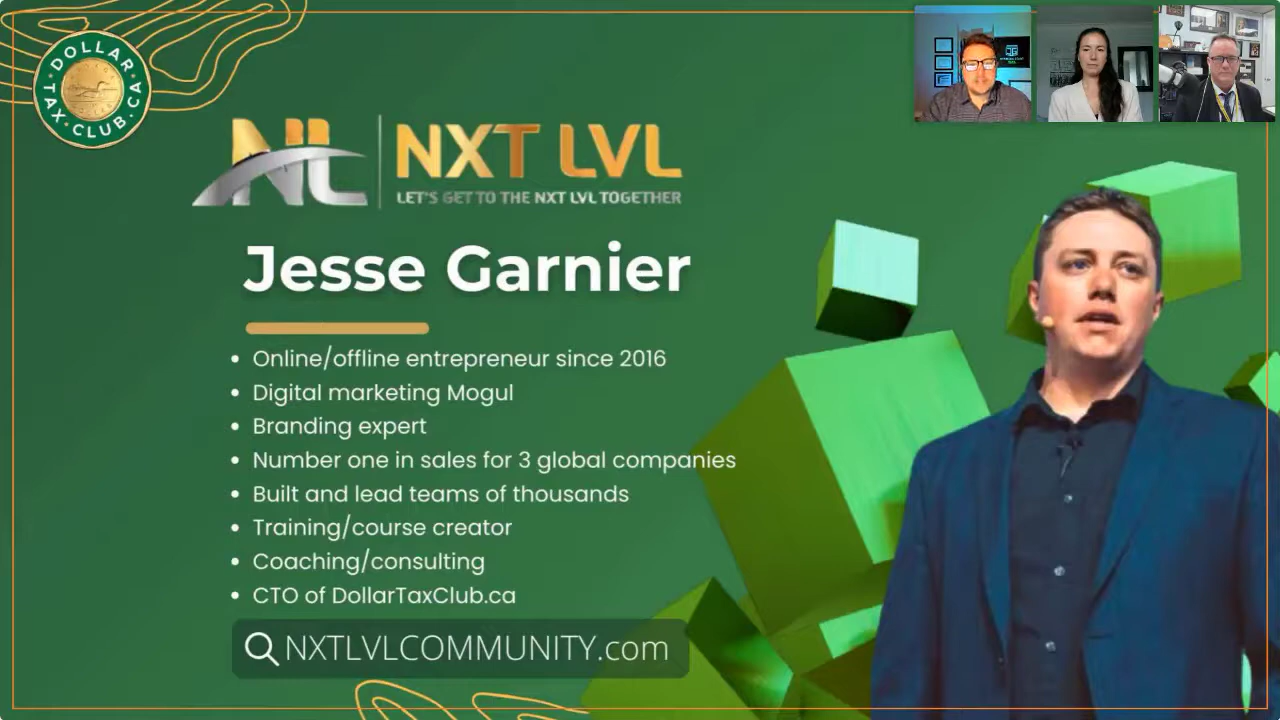 DOLLAR
TAX·CLUB.CA
NL NXT LVL
LET'S GET TO THE NXT LVL TOGETHER
Jesse Garnier
• Online/offline entrepreneur since 2016
• Digital marketing Mogul
• Branding expert
• Number one in sales for 3 global companies
• Built and lead teams of thousands
• Training/course creator
• Coaching/consulting
• CTO of DollarTaxClub.ca
NXTLVLCOMMUNITY.com